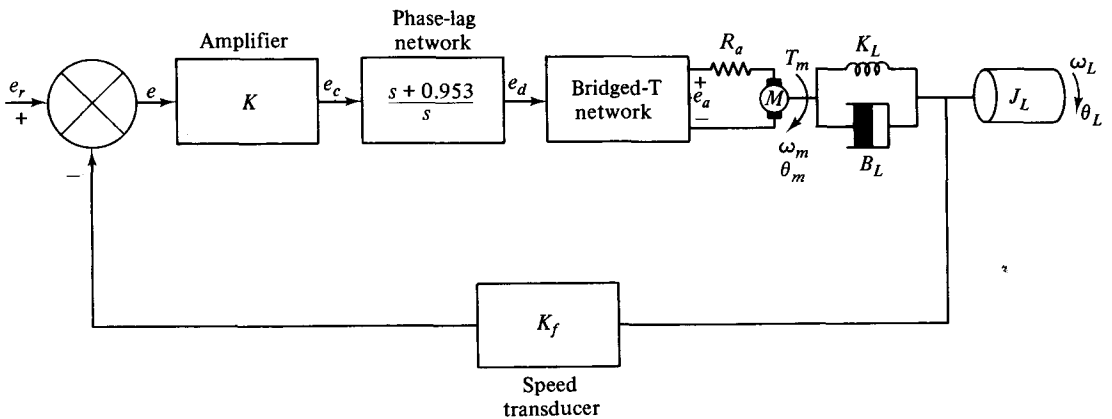 Phase-lag
network
Amplifier
e_r
+
−
e
K
e_c
s + 0.953
s
e_d
Bridged-T
network
+
e_a
−
R_a
M
T_m
ω_m
θ_m
K_L
B_L
J_L
ω_L
θ_L
K_f
Speed
transducer